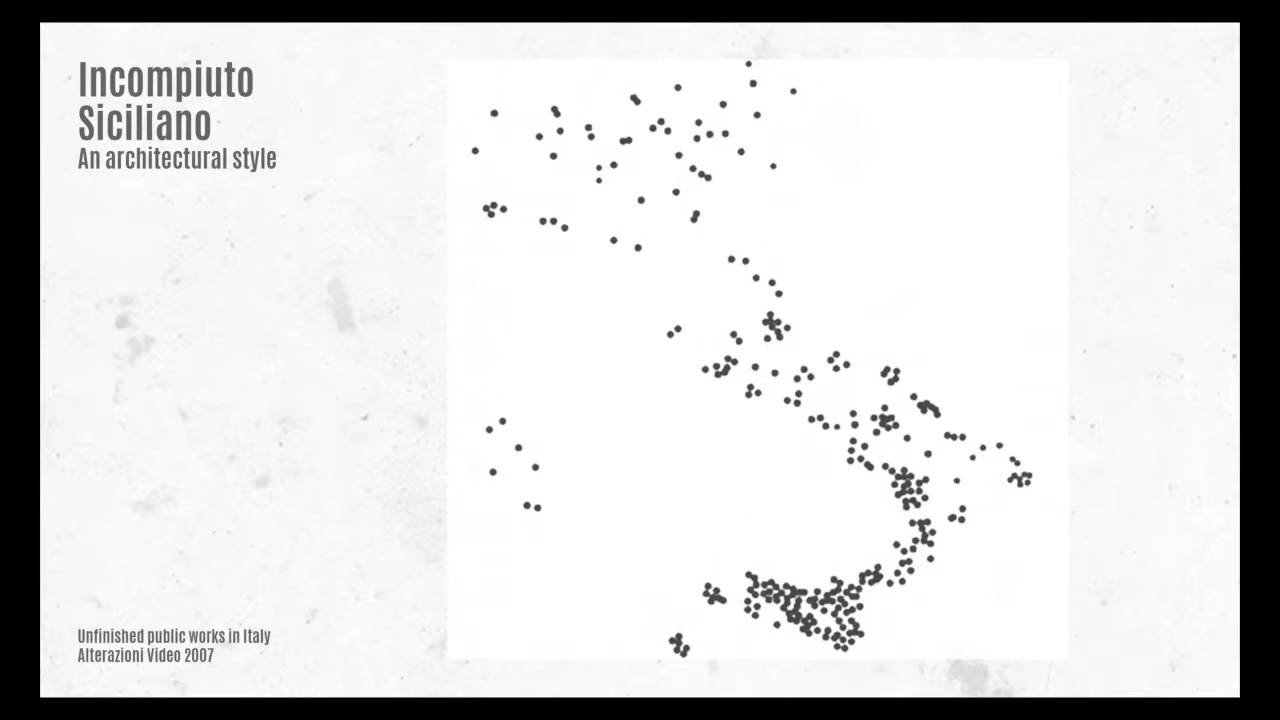 Incompiuto
Siciliano
An architectural style
Unfinished public works in Italy
Alterazioni Video 2007